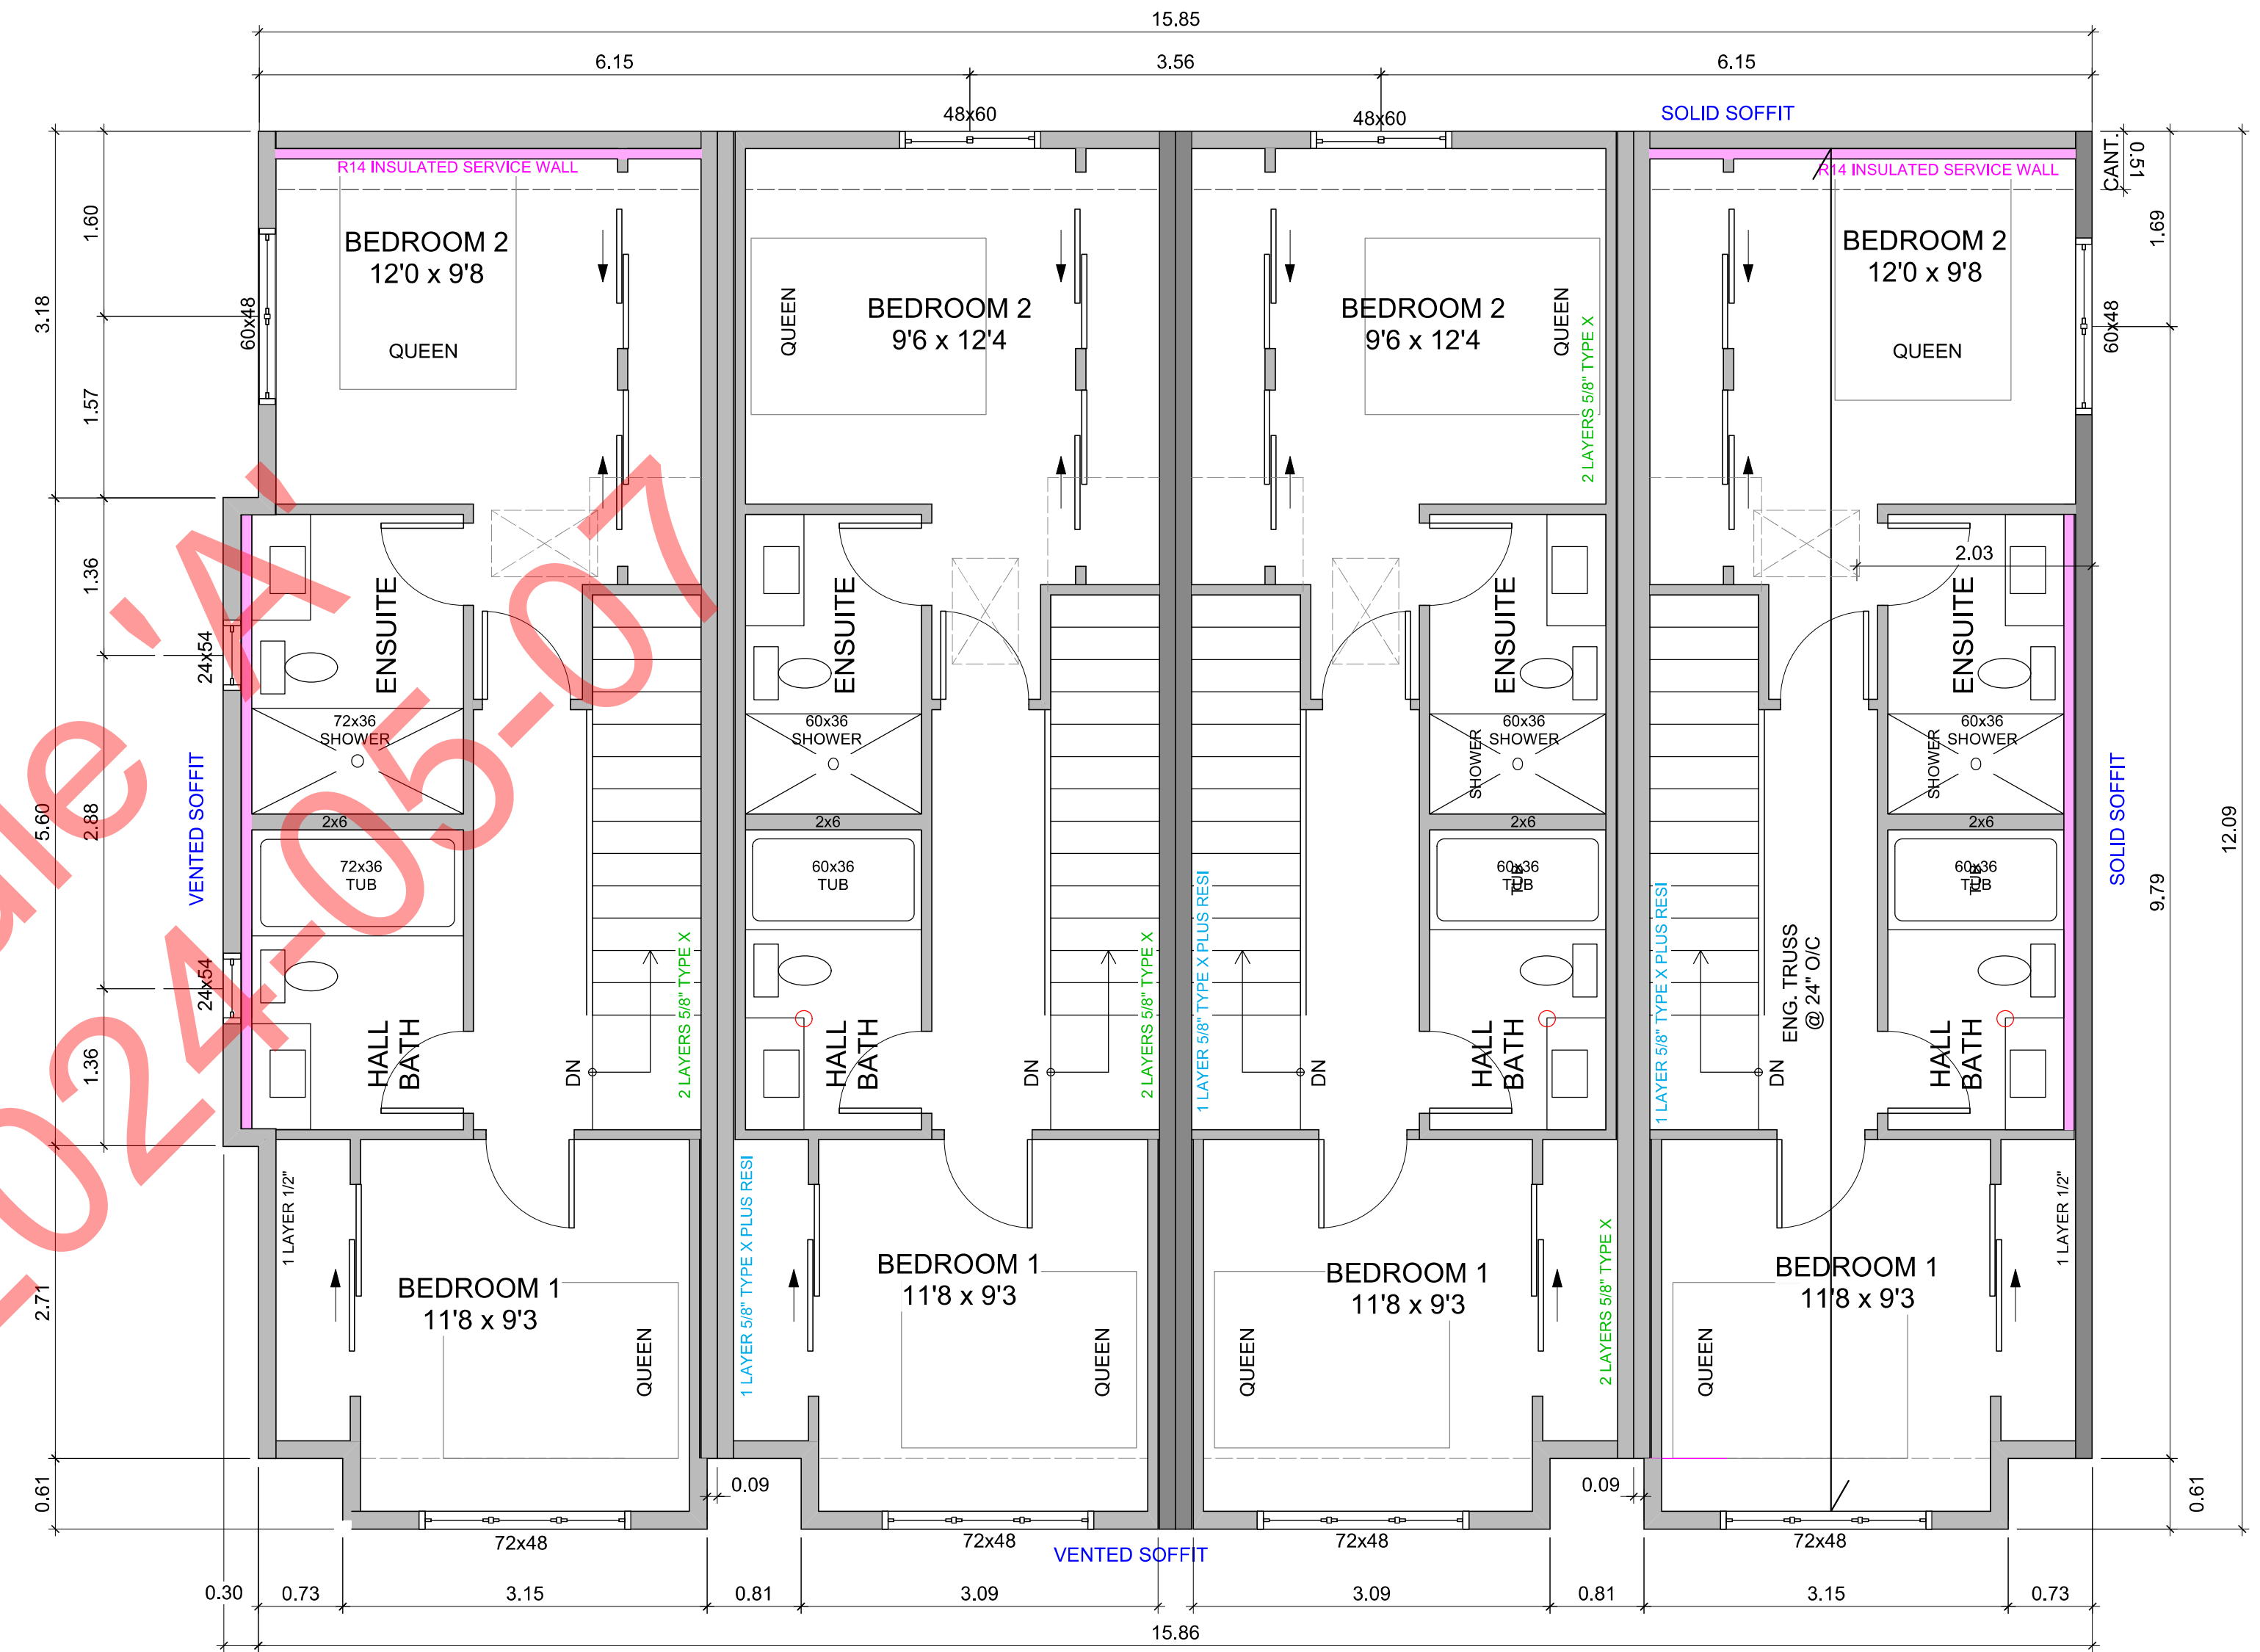 15.85
6.15
3.56
6.15
48x60
48x60
SOLID SOFFIT
R14 INSULATED SERVICE WALL
R14 INSULATED SERVICE WALL
CANT.
0.51
1.60
3.18
1.57
60x48
BEDROOM 2
12'0 x 9'8
QUEEN
QUEEN
BEDROOM 2
9'6 x 12'4
BEDROOM 2
9'6 x 12'4
QUEEN
2 LAYERS 5/8" TYPE X
BEDROOM 2
12'0 x 9'8
QUEEN
60x48
1.69
1.36
24x54
ENSUITE
ENSUITE
ENSUITE
ENSUITE
2.03
72x36
SHOWER
60x36
SHOWER
60x36
SHOWER
SHOWER
60x36
SHOWER
SHOWER
VENTED SOFFIT
5.60
2.88
2x6
2x6
2x6
2x6
72x36
TUB
60x36
TUB
60x36
TUB
TUB
60x36
TUB
TUB
SOLID SOFFIT
12.09
9.79
24x54
1.36
HALL
BATH
DN
2 LAYERS 5/8" TYPE X
HALL
BATH
DN
2 LAYERS 5/8" TYPE X
1 LAYER 5/8" TYPE X PLUS RESI
DN
HALL
BATH
1 LAYER 5/8" TYPE X PLUS RESI
DN
ENG. TRUSS
@ 24" O/C
HALL
BATH
1 LAYER 1/2"
BEDROOM 1
11'8 x 9'3
QUEEN
1 LAYER 5/8" TYPE X PLUS RESI
BEDROOM 1
11'8 x 9'3
QUEEN
QUEEN
BEDROOM 1
11'8 x 9'3
2 LAYERS 5/8" TYPE X
QUEEN
BEDROOM 1
11'8 x 9'3
1 LAYER 1/2"
2.71
0.61
0.09
0.09
0.61
72x48
72x48
VENTED SOFFIT
72x48
72x48
0.30
0.73
3.15
0.81
3.09
3.09
0.81
3.15
0.73
15.86
'A'
024-05-07